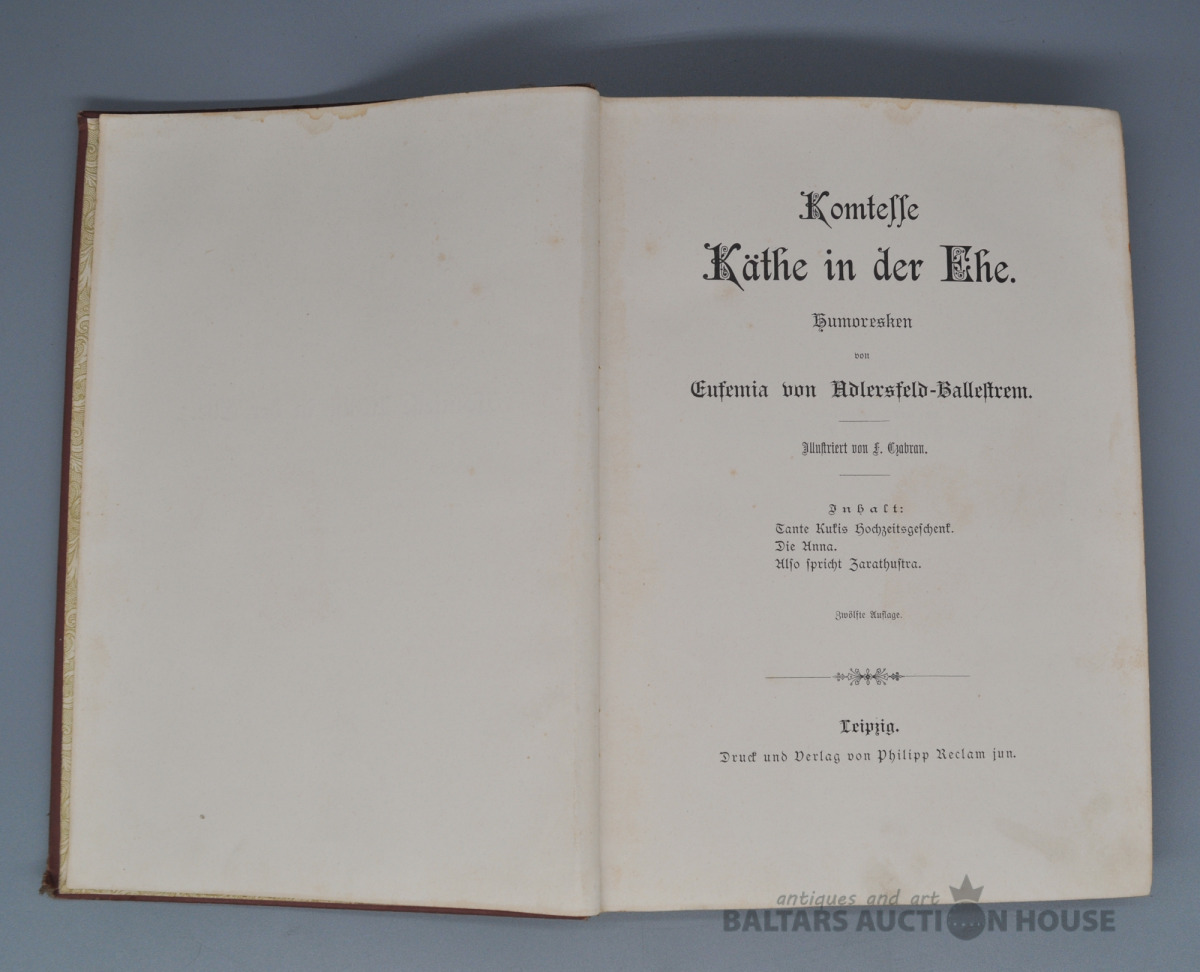 Komtesse
Käthe in der Ehe.
Humoresken
von
Eufemia von Adlersfeld-Ballestrem.
Illustriert von F. Czabran.
Inhalt:
Tante Kukis Hochzeitsgeschenk.
Die Anna.
Also spricht Zarathustra.
Zwölfte Auflage.
Leipzig.
Druck und Verlag von Philipp Reclam jun.
antiques and art
BALTARS AUCTION HOUSE